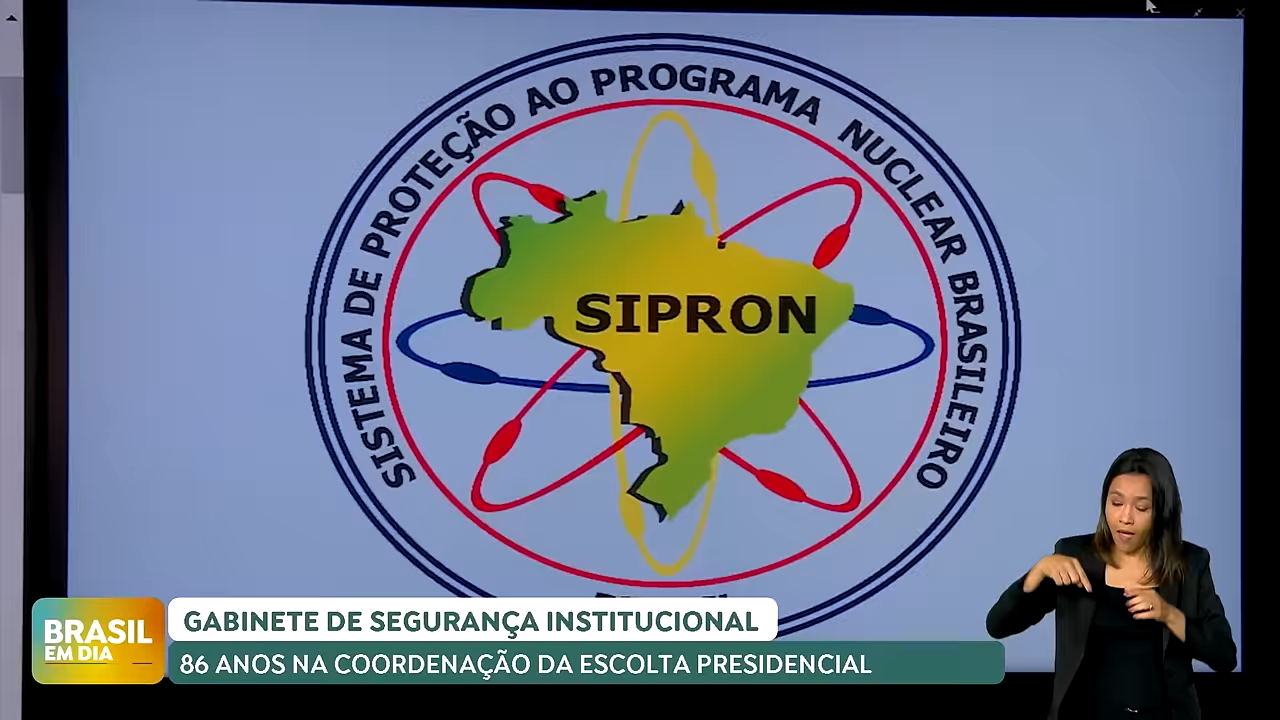 SISTEMA DE PROTEÇÃO AO PROGRAMA NUCLEAR BRASILEIRO
SIPRON
BRASIL
EM DIA
GABINETE DE SEGURANÇA INSTITUCIONAL
86 ANOS NA COORDENAÇÃO DA ESCOLTA PRESIDENCIAL